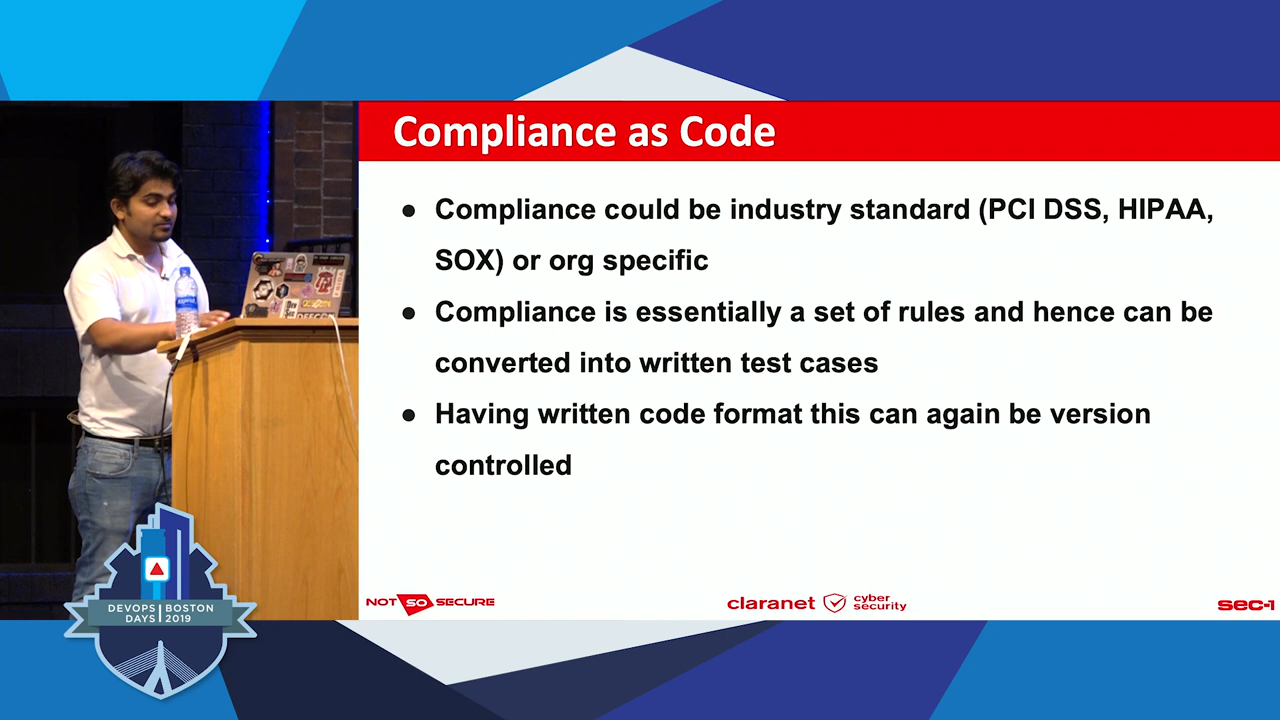 Compliance as Code
● Compliance could be industry standard (PCI DSS, HIPAA,
SOX) or org specific
● Compliance is essentially a set of rules and hence can be
converted into written test cases
● Having written code format this can again be version
controlled
DEFCON
NOT SO SECURE
claranet cyber
security
sec-1
DEVOPS BOSTON
DAYS 2019